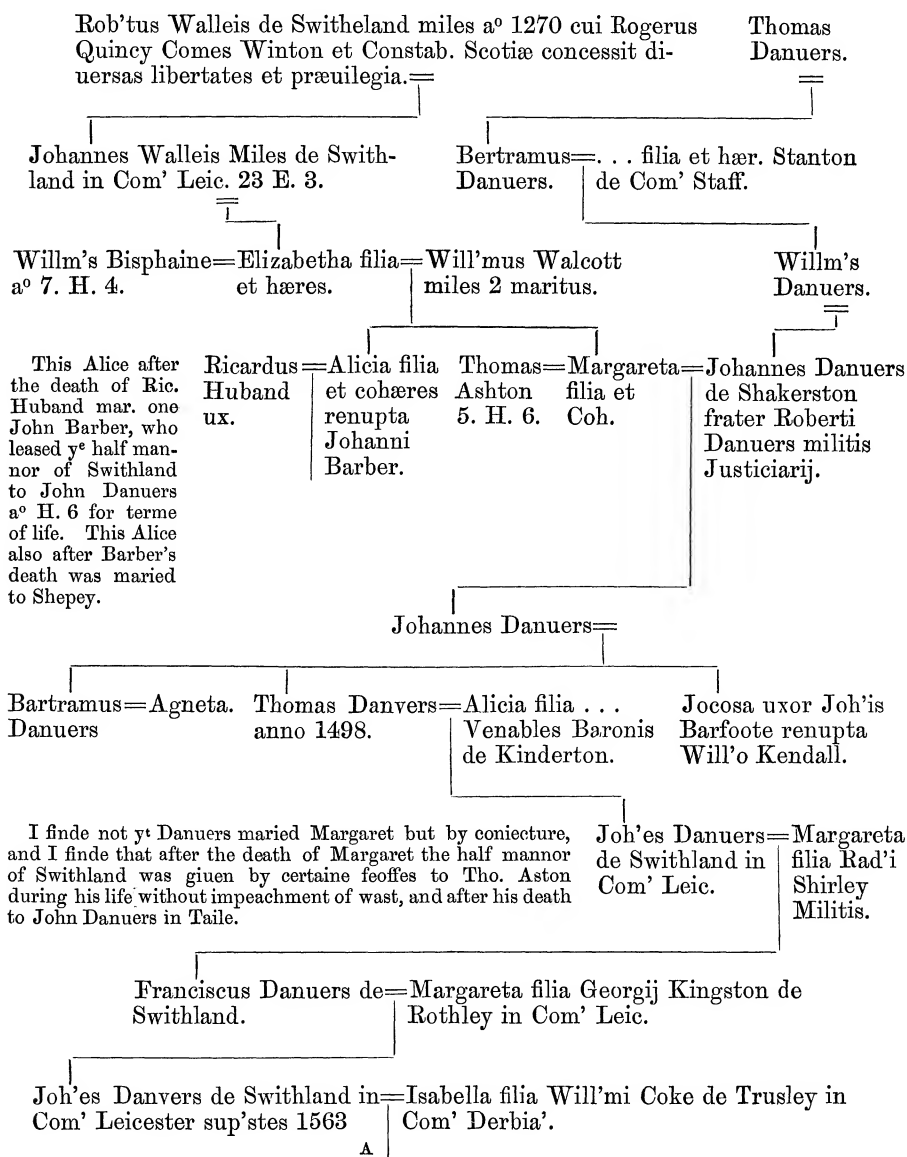 Rob'tus Walleis de Switheland miles aº 1270 cui Rogerus
Quincy Comes Winton et Constab. Scotiæ concessit di-
uersas libertates et præuilegia.=
Thomas
Danuers.
=
Johannes Walleis Miles de Swith-
land in Com' Leic. 23 E. 3.
=
Bertramus=. . . filia et hær. Stanton
Danuers. de Com' Staff.
Willm's Bisphaine=Elizabetha filia=Will'mus Walcott
aº 7. H. 4. et hæres. miles 2 maritus.
Willm's
Danuers.
=
This Alice after
the death of Ric.
Huband mar. one
John Barber, who
leased yᵉ half man-
nor of Swithland
to John Danuers
aº H. 6 for terme
of life. This Alice
also after Barber's
death was maried
to Shepey.
Ricardus=Alicia filia
Huband et cohæres
ux. renupta
Johanni
Barber.
Thomas=Margareta=Johannes Danuers
Ashton filia et de Shakerston
5. H. 6. Coh. frater Roberti
Danuers militis
Justiciarij.
Johannes Danuers=
Bartramus=Agneta.
Danuers
Thomas Danvers=Alicia filia . . .
anno 1498. Venables Baronis
de Kinderton.
Jocosa uxor Joh'is
Barfoote renupta
Will'o Kendall.
I finde not yᵗ Danuers maried Margaret but by coniecture,
and I finde that after the death of Margaret the half mannor
of Swithland was giuen by certaine feoffes to Tho. Aston
during his life without impeachment of wast, and after his death
to John Danuers in Taile.
Joh'es Danuers=Margareta
de Swithland in filia Rad'i
Com' Leic. Shirley
Militis.
Franciscus Danuers de=Margareta filia Georgij Kingston de
Swithland. Rothley in Com' Leic.
Joh'es Danvers de Swithland in=Isabella filia Will'mi Coke de Trusley in
Com' Leicester sup'stes 1563 Com' Derbia'.
A